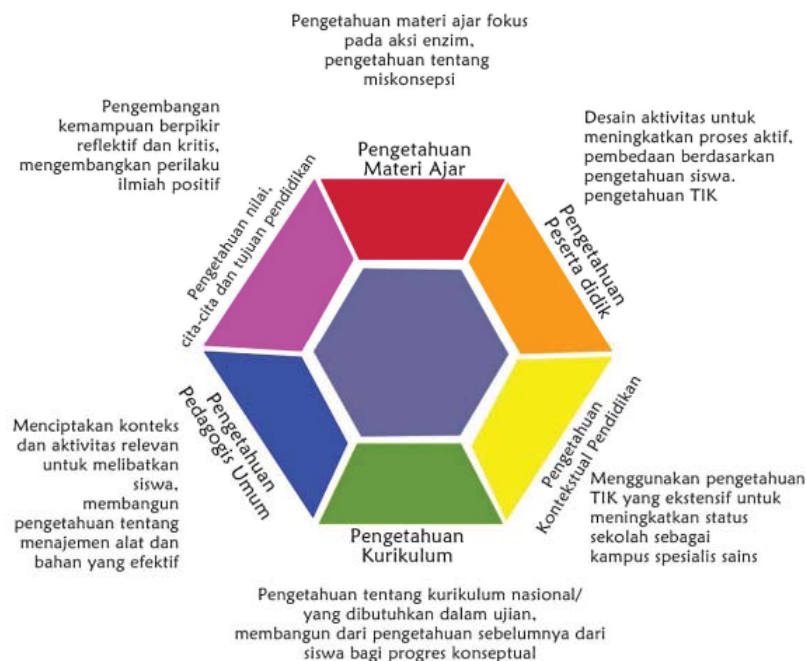 Pengetahuan materi ajar fokus
pada aksi enzim,
pengetahuan tentang
miskonsepsi
Pengetahuan
Materi Ajar
Pengembangan
kemampuan berpikir
reflektif dan kritis,
mengembangkan perilaku
ilmiah positif
Pengetahuan nilai,
cita-cita dan tujuan pendidikan
Desain aktivitas untuk
meningkatkan proses aktif,
pembedaan berdasarkan
pengetahuan siswa.
pengetahuan TIK
Pengetahuan
Peserta didik
Menciptakan konteks
dan aktivitas relevan
untuk melibatkan
siswa,
membangun
pengetahuan tentang
menajemen alat dan
bahan yang efektif
Pengetahuan
Pedagogis Umum
Pengetahuan
Kontekstual Pendidikan
Menggunakan pengetahuan
TIK yang ekstensif untuk
meningkatkan status
sekolah sebagai
kampus spesialis sains
Pengetahuan
Kurikulum
Pengetahuan tentang kurikulum nasional/
yang dibutuhkan dalam ujian,
membangun dari pengetahuan sebelumnya dari
siswa bagi progres konseptual